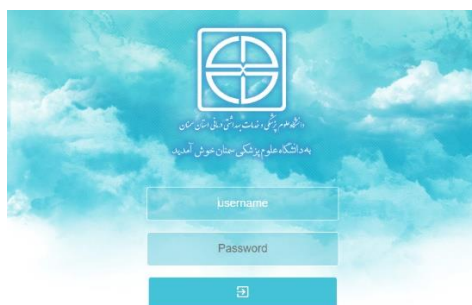 دانشگاه علوم پزشکی و خدمات بهداشتی درمانی استان سمنان
به دانشگاه علوم پزشکی سمنان خوش آمدید
username
Password